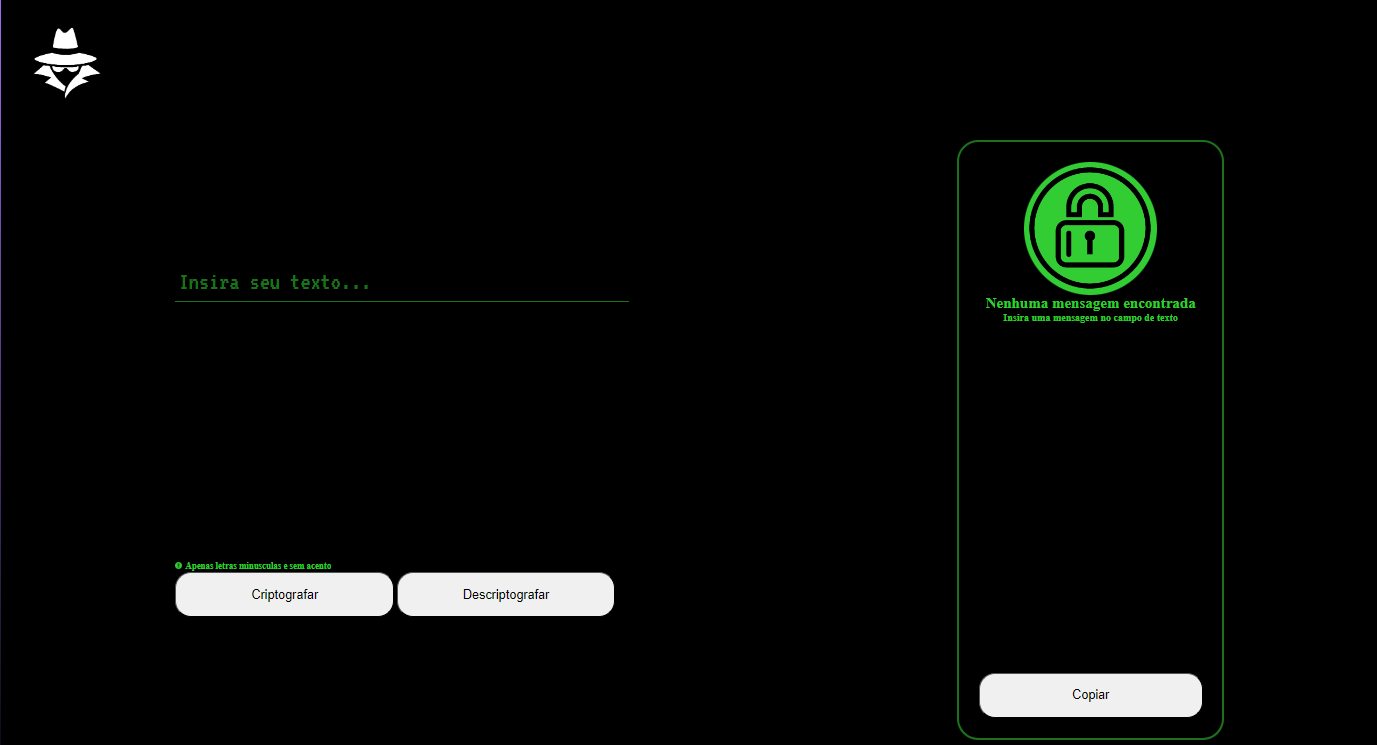 Insira seu texto...
Apenas letras minusculas e sem acento
Criptografar
Descriptografar
Nenhuma mensagem encontrada
Insira uma mensagem no campo de texto
Copiar